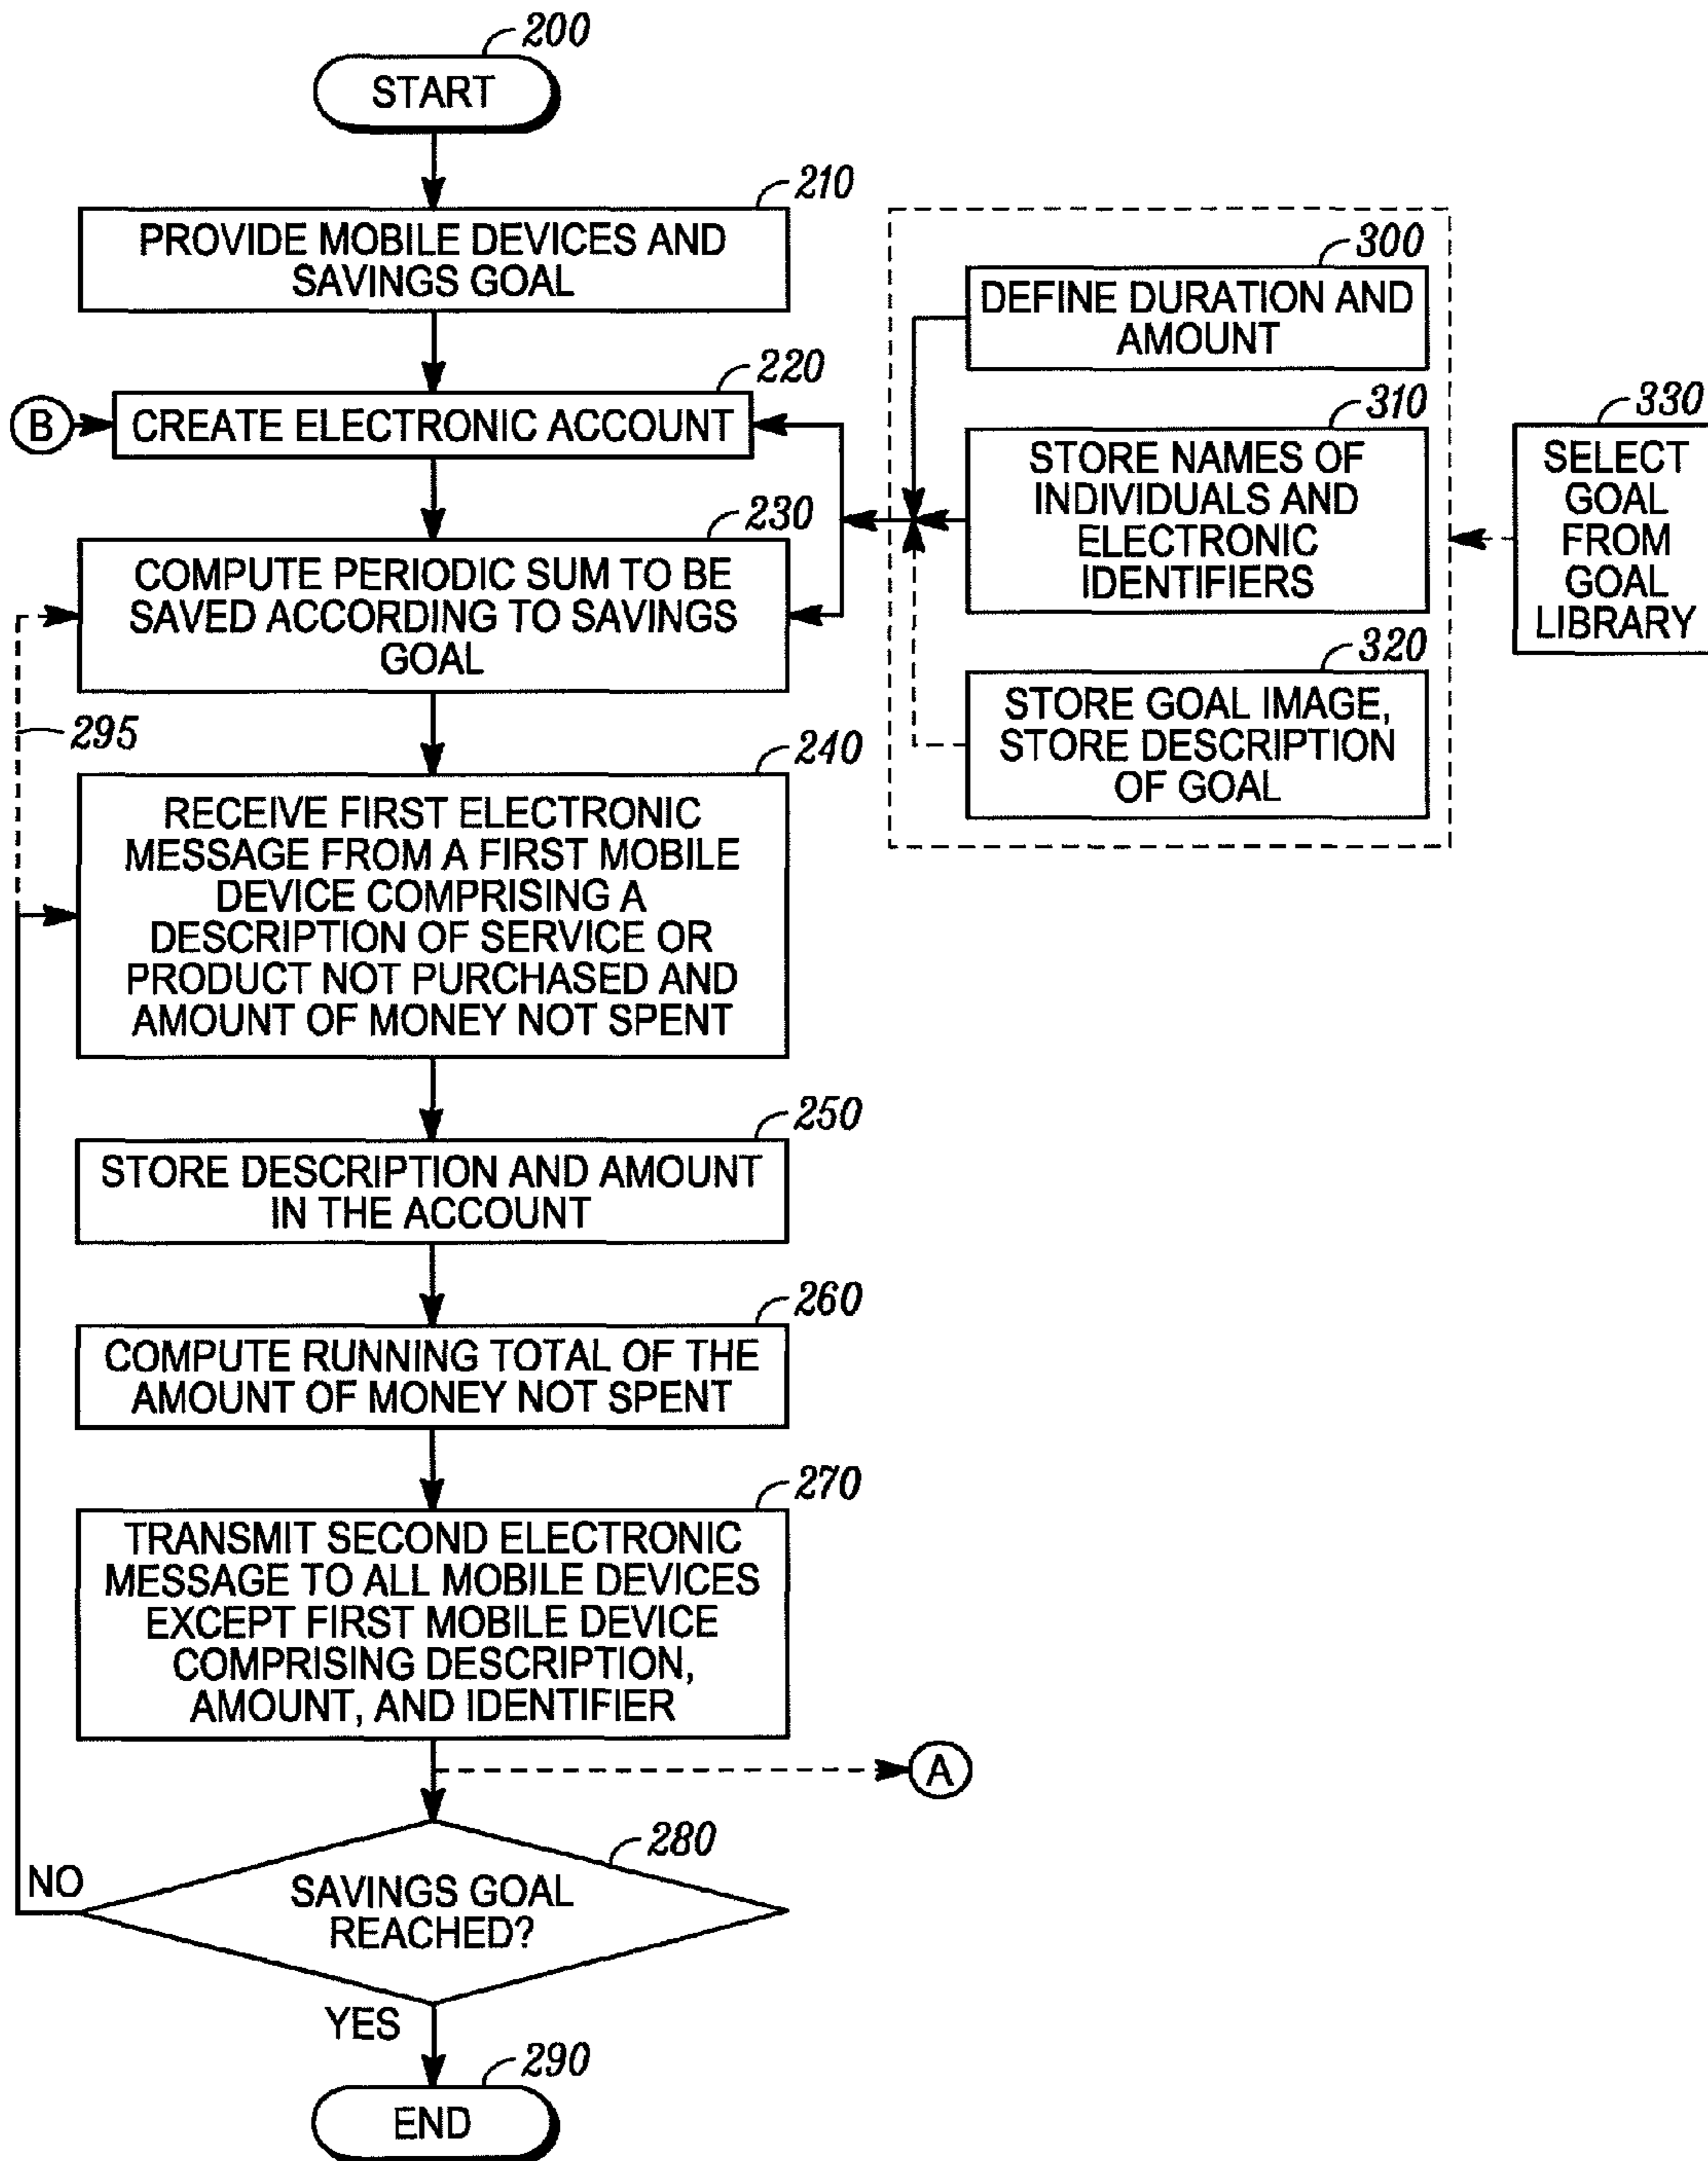 200
START
210
PROVIDE MOBILE DEVICES AND
SAVINGS GOAL
220
B
CREATE ELECTRONIC ACCOUNT
230
COMPUTE PERIODIC SUM TO BE
SAVED ACCORDING TO SAVINGS
GOAL
295
240
RECEIVE FIRST ELECTRONIC
MESSAGE FROM A FIRST MOBILE
DEVICE COMPRISING A
DESCRIPTION OF SERVICE OR
PRODUCT NOT PURCHASED AND
AMOUNT OF MONEY NOT SPENT
250
STORE DESCRIPTION AND AMOUNT
IN THE ACCOUNT
260
COMPUTE RUNNING TOTAL OF THE
AMOUNT OF MONEY NOT SPENT
270
TRANSMIT SECOND ELECTRONIC
MESSAGE TO ALL MOBILE DEVICES
EXCEPT FIRST MOBILE DEVICE
COMPRISING DESCRIPTION,
AMOUNT, AND IDENTIFIER
A
280
SAVINGS GOAL
REACHED?
NO
YES
290
END
300
DEFINE DURATION AND
AMOUNT
310
STORE NAMES OF
INDIVIDUALS AND
ELECTRONIC
IDENTIFIERS
320
STORE GOAL IMAGE,
STORE DESCRIPTION
OF GOAL
330
SELECT
GOAL
FROM
GOAL
LIBRARY